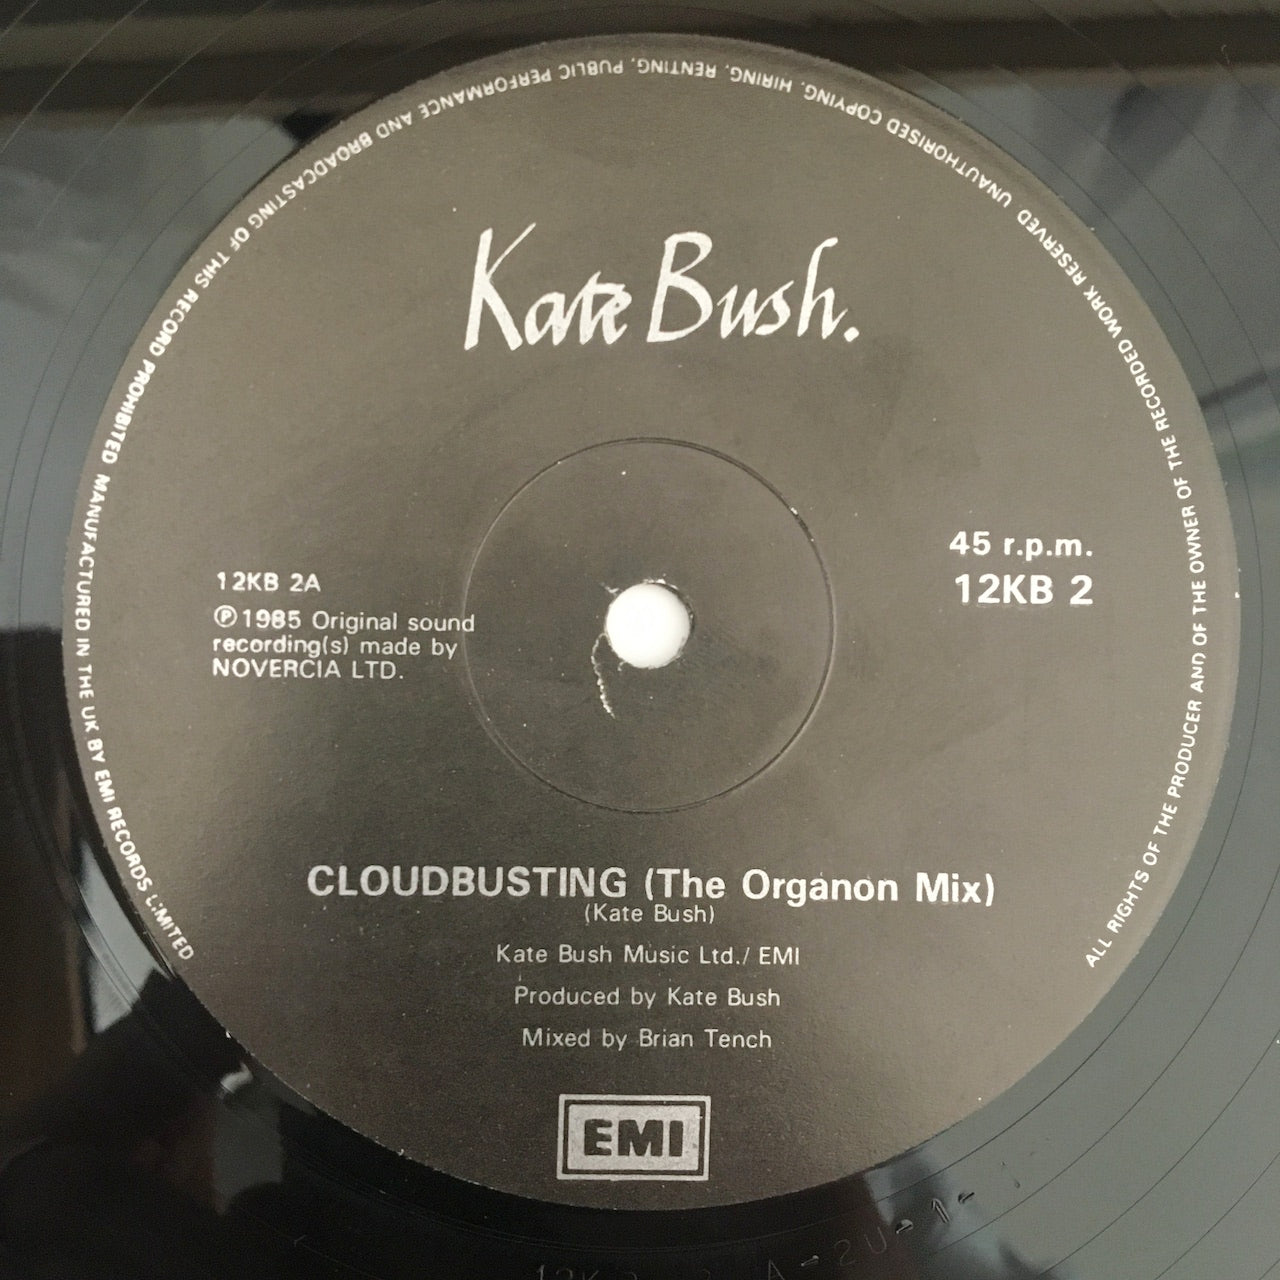 Kate Bush.
45 r.p.m.
12KB 2
12KB 2A
Ⓟ 1985 Original sound
recording(s) made by
NOVERCIA LTD.
CLOUDBUSTING (The Organon Mix)
(Kate Bush)
Kate Bush Music Ltd./ EMI
Produced by Kate Bush
Mixed by Brian Tench
EMI
ALL RIGHTS OF THE PRODUCER AND OF THE OWNER OF THE RECORDED WORK RESERVED UNAUTHORISED COPYING, HIRING, RENTING, PUBLIC PERFORMANCE AND BROADCASTING OF THIS RECORD PROHIBITED MANUFACTURED IN THE UK BY EMI RECORDS LIMITED
A-2U-1-